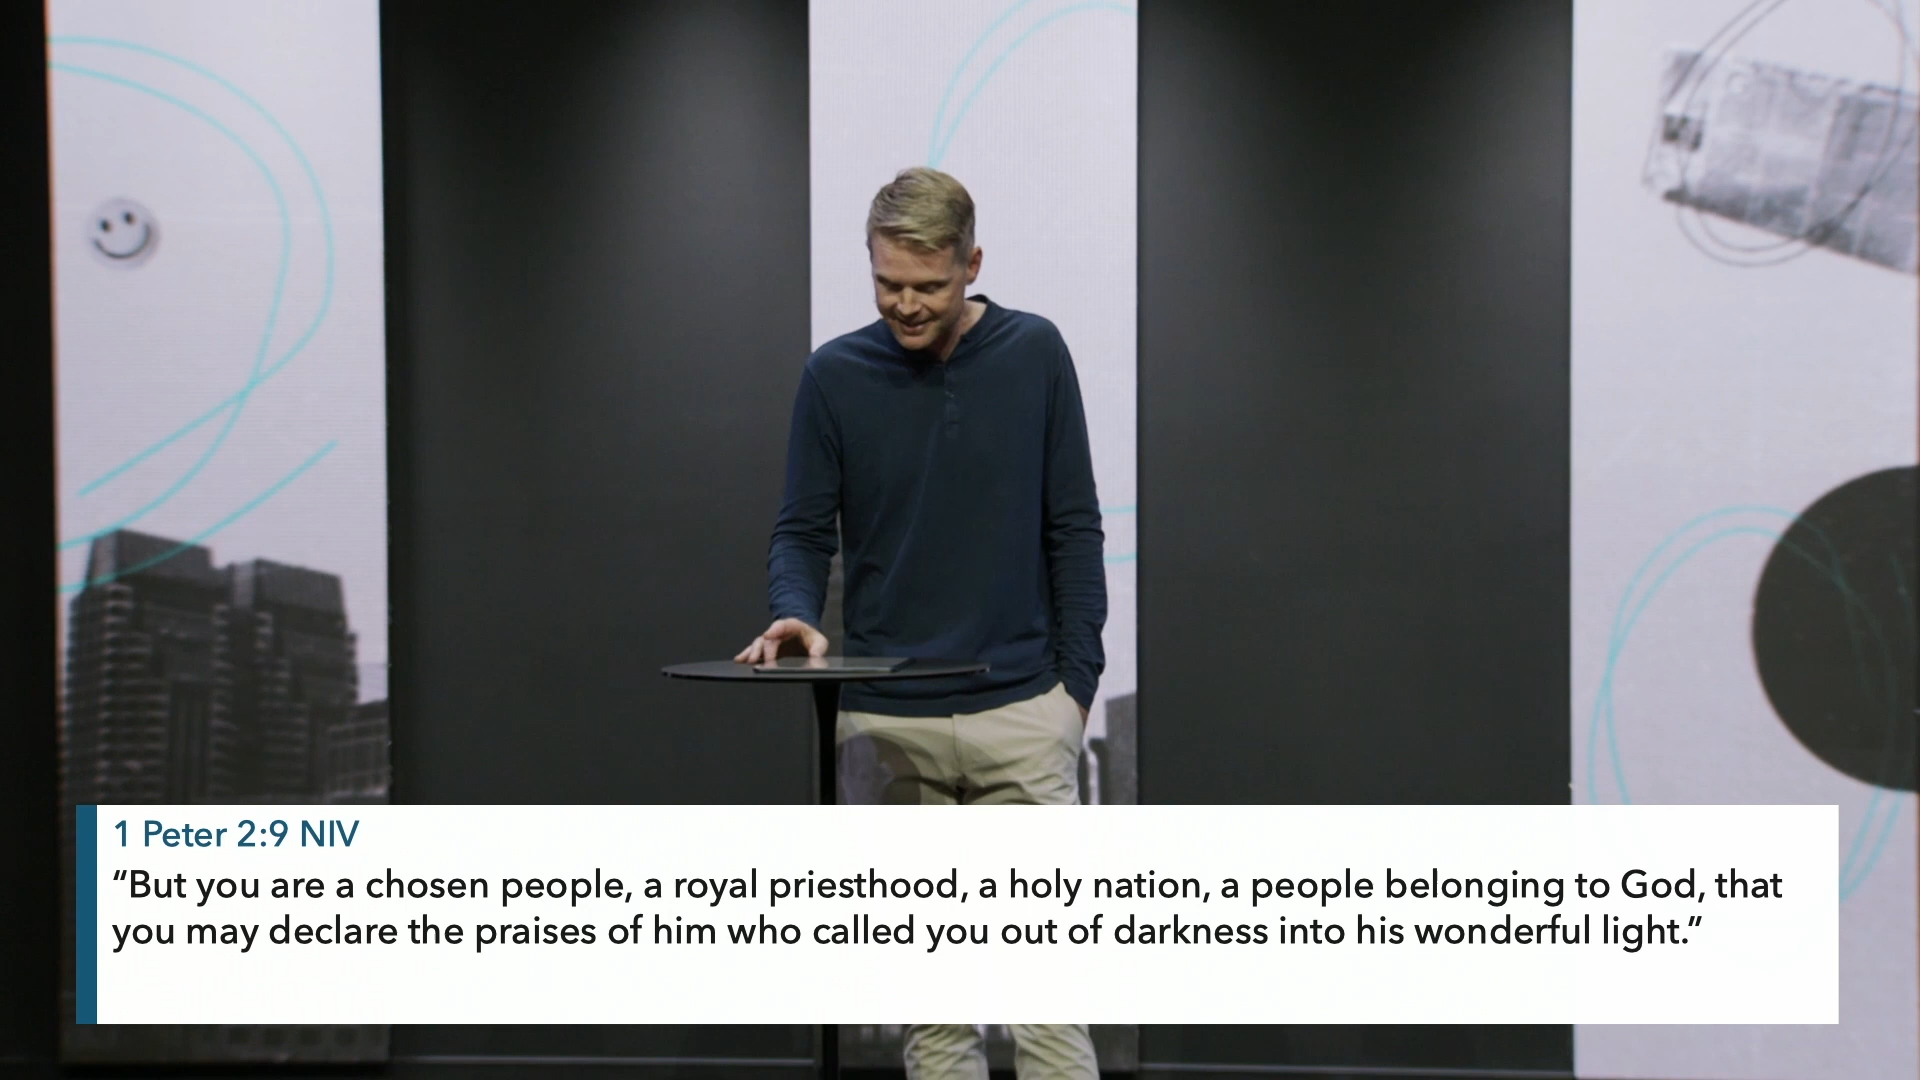 1 Peter 2:9 NIV
“But you are a chosen people, a royal priesthood, a holy nation, a people belonging to God, that
you may declare the praises of him who called you out of darkness into his wonderful light.”